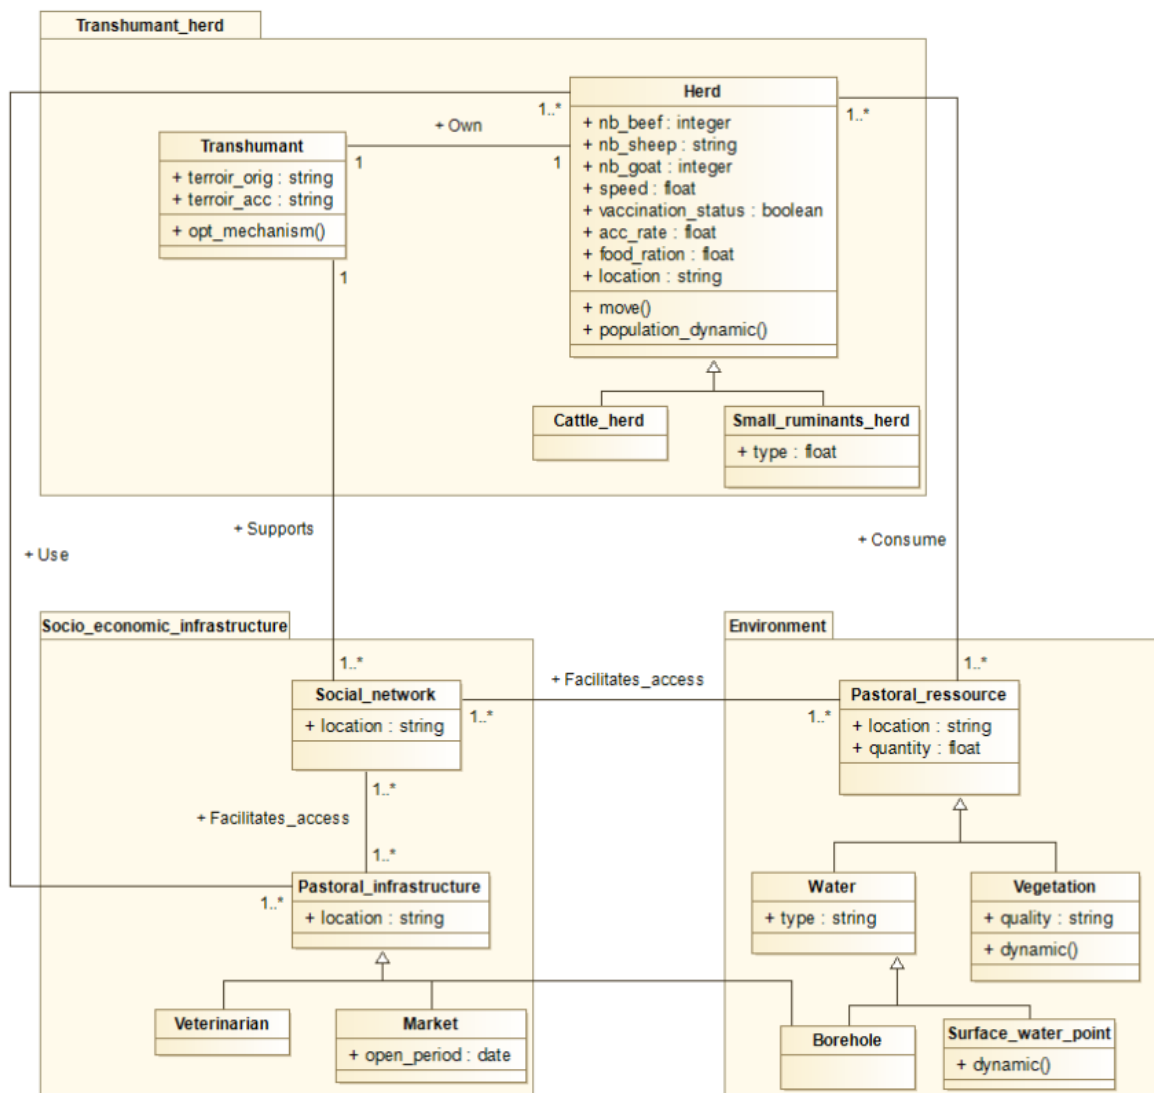 Transhumant_herd
Herd
+ nb_beef : integer
+ nb_sheep : string
+ nb_goat : integer
+ speed : float
+ vaccination_status : boolean
+ acc_rate : float
+ food_ration : float
+ location : string
+ move()
+ population_dynamic()
1..*
1..*
+ Own
1
1
Transhumant
+ terroir_orig : string
+ terroir_acc : string
+ opt_mechanism()
1
Cattle_herd
Small_ruminants_herd
+ type : float
+ Supports
+ Use
+ Consume
Socio_economic_infrastructure
1..*
Social_network
+ location : string
1..*
+ Facilitates_access
1..*
1..*
+ Facilitates_access
1..*
Pastoral_infrastructure
+ location : string
1..*
Veterinarian
Market
+ open_period : date
Environment
1..*
Pastoral_ressource
+ location : string
+ quantity : float
Water
+ type : string
Vegetation
+ quality : string
+ dynamic()
Borehole
Surface_water_point
+ dynamic()